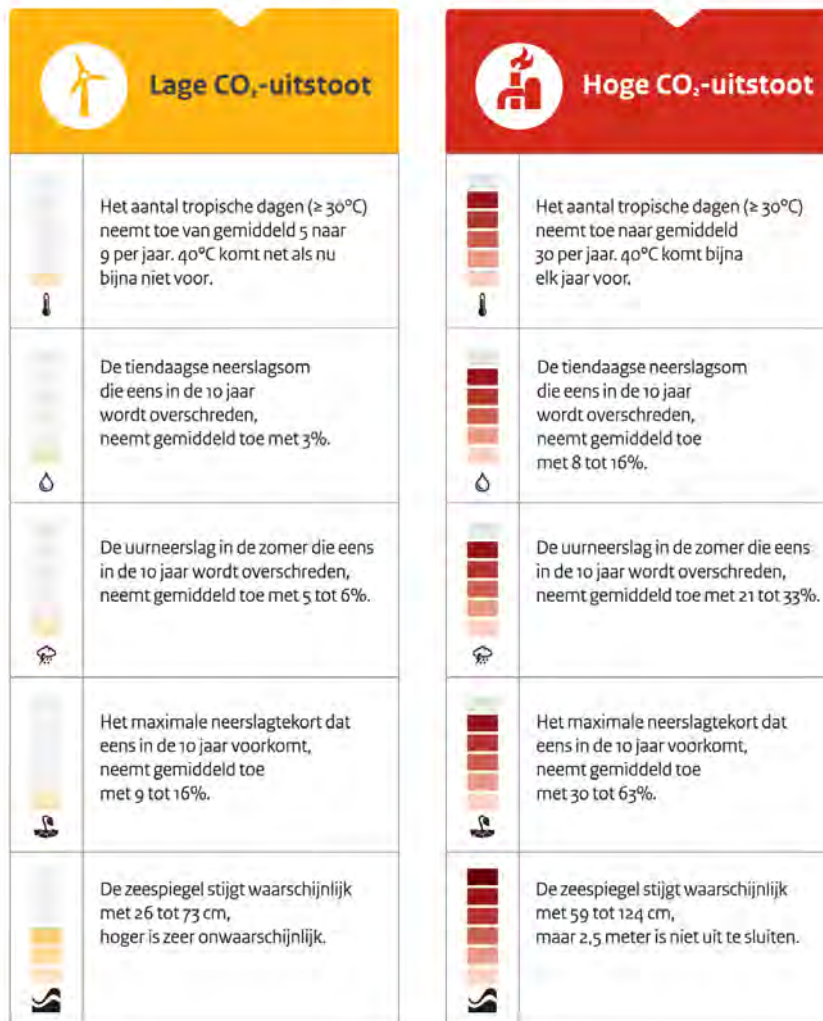 Lage CO₂-uitstoot
Het aantal tropische dagen (≥ 30°C)
neemt toe van gemiddeld 5 naar
9 per jaar. 40°C komt net als nu
bijna niet voor.
De tiendaagse neerslagsom
die eens in de 10 jaar
wordt overschreden,
neemt gemiddeld toe met 3%.
De uurneerslag in de zomer die eens
in de 10 jaar wordt overschreden,
neemt gemiddeld toe met 5 tot 6%.
Het maximale neerslagtekort dat
eens in de 10 jaar voorkomt,
neemt gemiddeld toe
met 9 tot 16%.
De zeespiegel stijgt waarschijnlijk
met 26 tot 73 cm,
hoger is zeer onwaarschijnlijk.
Hoge CO₂-uitstoot
Het aantal tropische dagen (≥ 30°C)
neemt toe naar gemiddeld
30 per jaar. 40°C komt bijna
elk jaar voor.
De tiendaagse neerslagsom
die eens in de 10 jaar
wordt overschreden,
neemt gemiddeld toe
met 8 tot 16%.
De uurneerslag in de zomer die eens
in de 10 jaar wordt overschreden,
neemt gemiddeld toe met 21 tot 33%.
Het maximale neerslagtekort dat
eens in de 10 jaar voorkomt,
neemt gemiddeld toe
met 30 tot 63%.
De zeespiegel stijgt waarschijnlijk
met 59 tot 124 cm,
maar 2,5 meter is niet uit te sluiten.